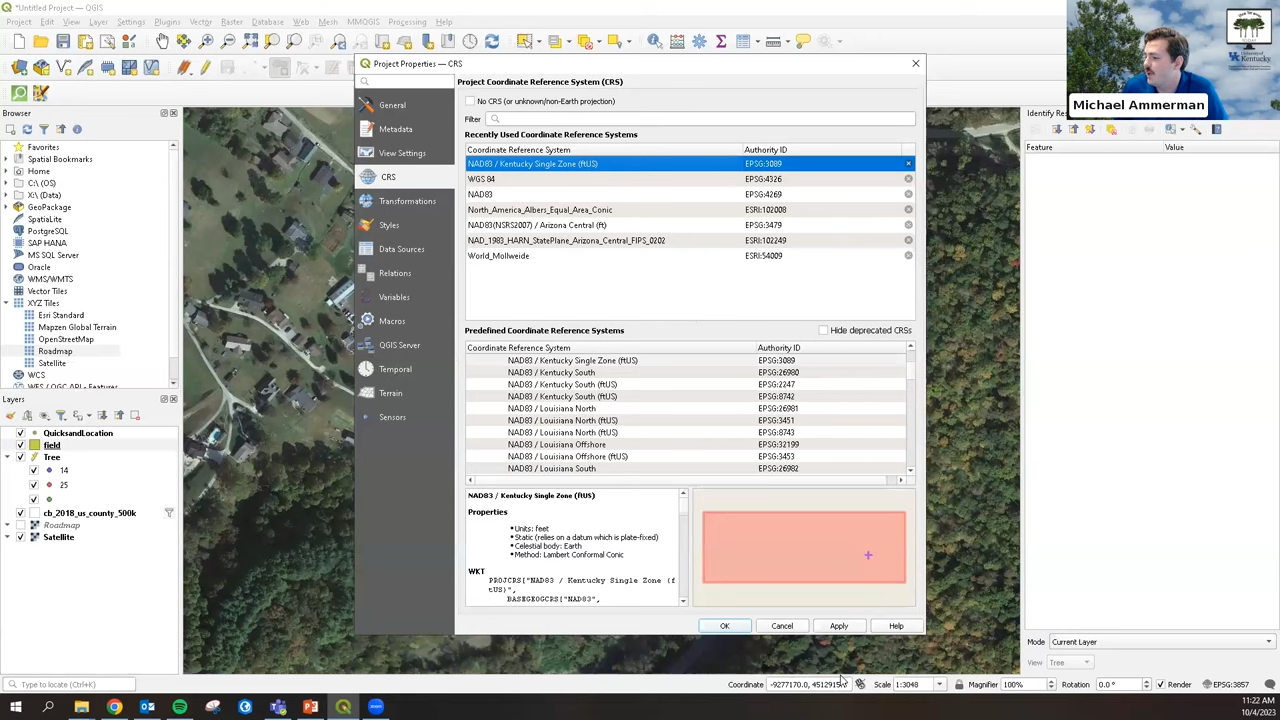 *Untitled Project — QGIS
Project Edit View Layer Settings Plugins Vector Raster Database Web Mesh MMQGIS Processing Help
Michael Ammerman
University of Kentucky
Project Properties — CRS
Project Coordinate Reference System (CRS)
No CRS (or unknown/non-Earth projection)
Filter
Recently Used Coordinate Reference Systems
Coordinate Reference System Authority ID
NAD83 / Kentucky Single Zone (ftUS) EPSG:3089
WGS 84 EPSG:4326
NAD83 EPSG:4269
North_America_Albers_Equal_Area_Conic ESRI:102008
NAD83(NSRS2007) / Arizona Central (ft) EPSG:3479
NAD_1983_HARN_StatePlane_Arizona_Central_FIPS_0202 ESRI:102249
World_Mollweide ESRI:54009
Predefined Coordinate Reference Systems Hide deprecated CRSs
Coordinate Reference System Authority ID
NAD83 / Kentucky Single Zone (ftUS) EPSG:3089
NAD83 / Kentucky South EPSG:26980
NAD83 / Kentucky South (ftUS) EPSG:2247
NAD83 / Kentucky South (ftUS) EPSG:8742
NAD83 / Louisiana North EPSG:26981
NAD83 / Louisiana North (ftUS) EPSG:3451
NAD83 / Louisiana North (ftUS) EPSG:8743
NAD83 / Louisiana Offshore EPSG:32199
NAD83 / Louisiana Offshore (ftUS) EPSG:3453
NAD83 / Louisiana South EPSG:26982
NAD83 / Kentucky Single Zone (ftUS)
Properties
• Units: feet
• Static (relies on a datum which is plate-fixed)
• Celestial body: Earth
• Method: Lambert Conformal Conic
WKT
PROJCRS["NAD83 / Kentucky Single Zone (f
tUS)",
BASEGEOGCRS["NAD83",
OK Cancel Apply Help
General
Metadata
View Settings
CRS
Transformations
Styles
Data Sources
Relations
Variables
Macros
QGIS Server
Temporal
Terrain
Sensors
Browser
Favorites
Spatial Bookmarks
Home
C:\ (OS)
X:\ (Data)
GeoPackage
SpatiaLite
PostgreSQL
SAP HANA
MS SQL Server
Oracle
WMS/WMTS
Vector Tiles
XYZ Tiles
Esri Standard
Mapzen Global Terrain
OpenStreetMap
Roadmap
Satellite
WCS
WFS / OGC API - Features
Layers
QuicksandLocation
field
Tree
14
25
cb_2018_us_county_500k
Roadmap
Satellite
Identify Re
Feature Value
Mode Current Layer
View Tree
Type to locate (Ctrl+K)
Coordinate -9277170.0, 4512915 Scale 1:3048 Magnifier 100% Rotation 0.0 ° Render EPSG:3857
11:22 AM
10/4/2023